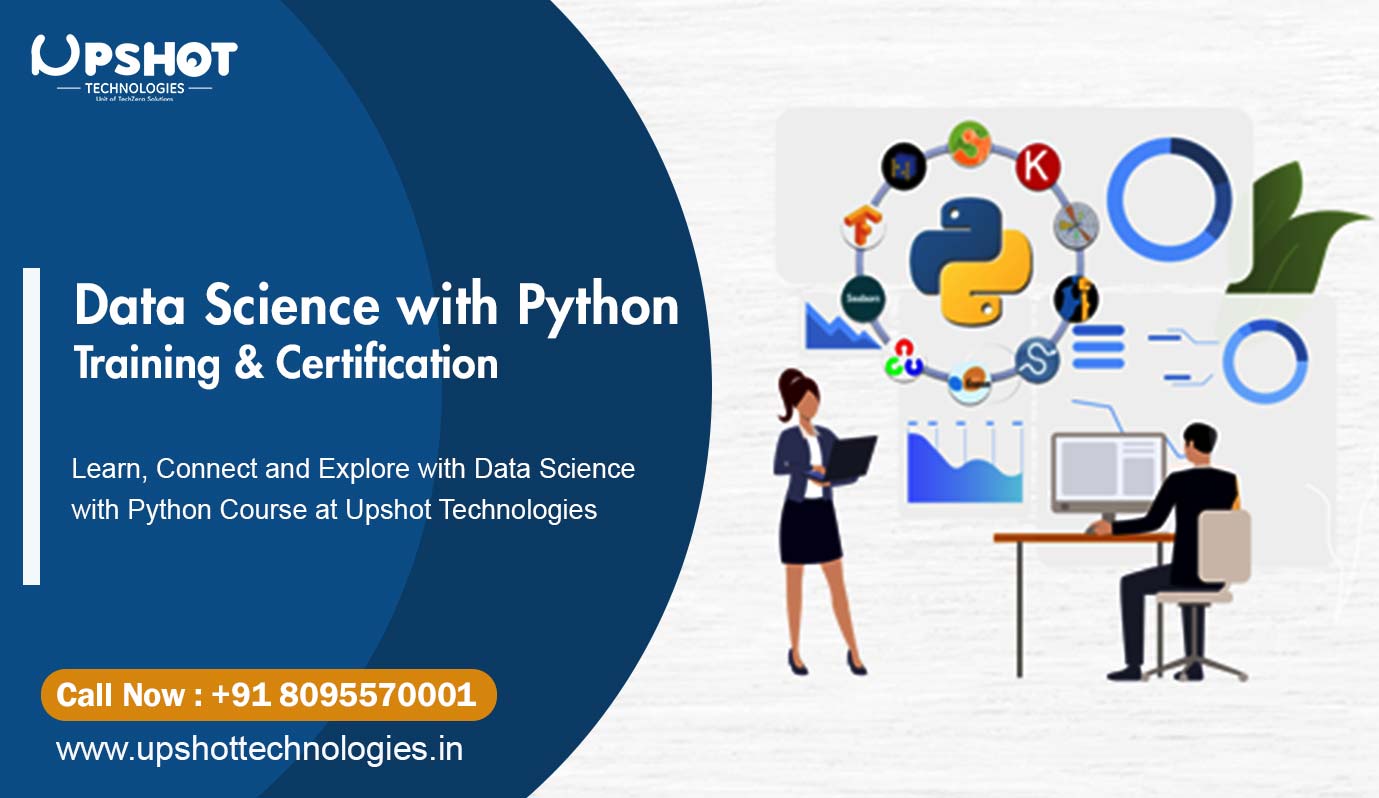 UPSHOT
TECHNOLOGIES
Unit of TechZero Solutions
Data Science with Python
Training & Certification
Learn, Connect and Explore with Data Science
with Python Course at Upshot Technologies
Call Now : +91 8095570001
www.upshottechnologies.in
K
Seaborn